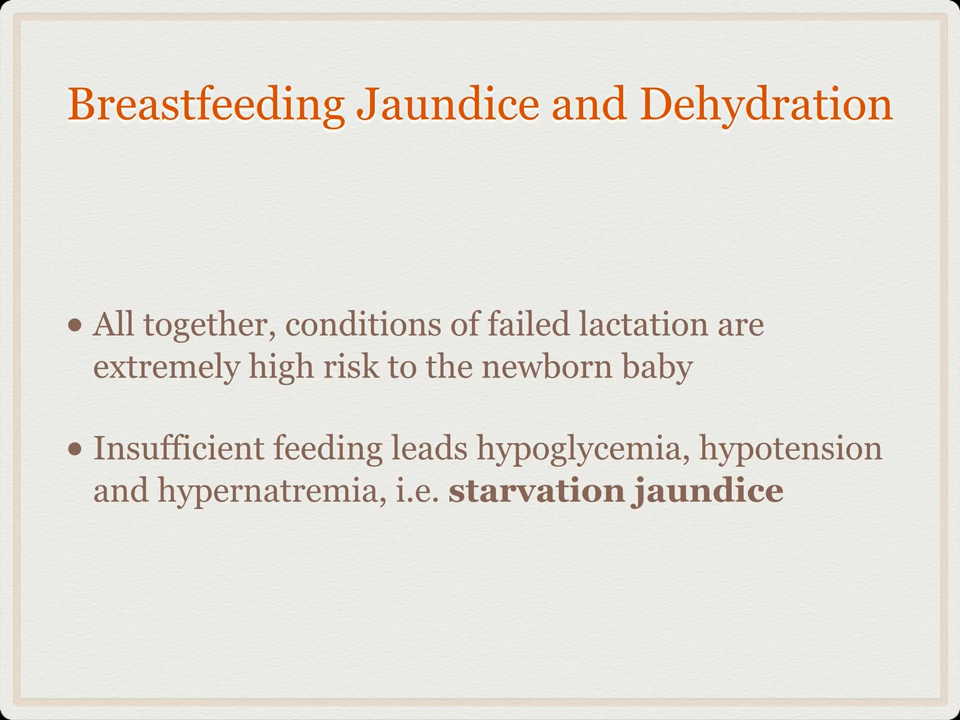 Breastfeeding Jaundice and Dehydration
• All together, conditions of failed lactation are
extremely high risk to the newborn baby
• Insufficient feeding leads hypoglycemia, hypotension
and hypernatremia, i.e. starvation jaundice